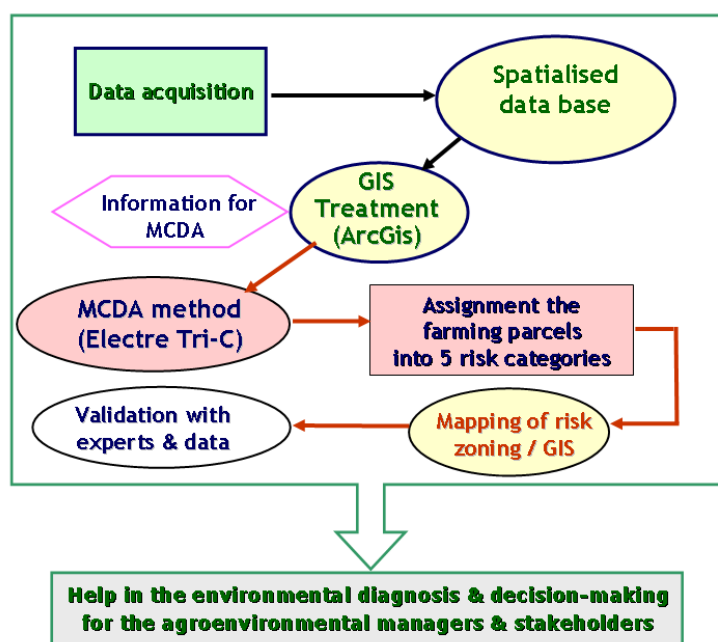 Data acquisition
Spatialised
data base
GIS
Treatment
(ArcGis)
Information for
MCDA
MCDA method
(Electre Tri-C)
Assignment the
farming parcels
into 5 risk categories
Mapping of risk
zoning / GIS
Validation with
experts & data
Help in the environmental diagnosis & decision-making
for the agroenvironmental managers & stakeholders